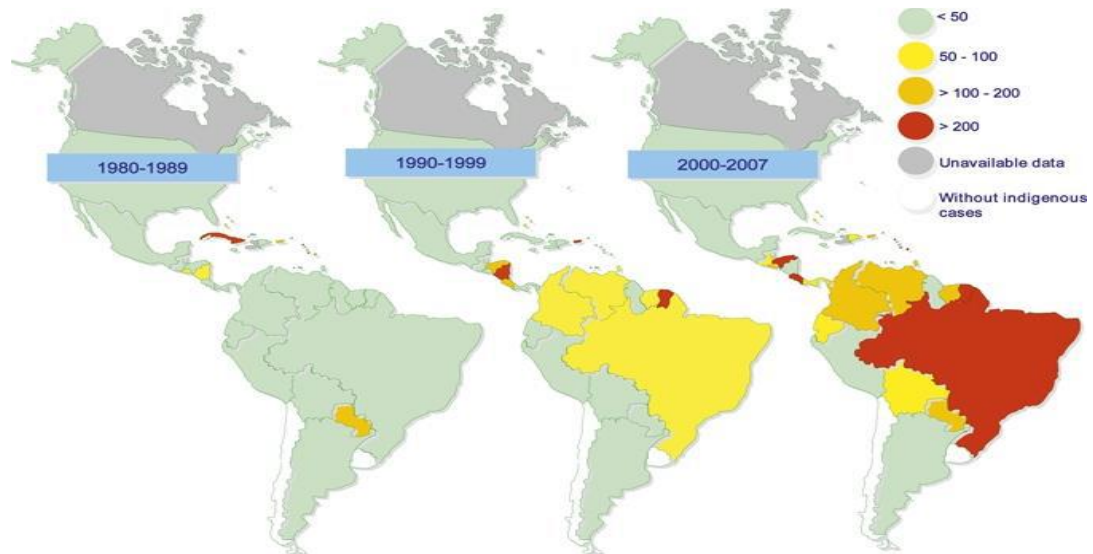 < 50
50 - 100
> 100 - 200
> 200
Unavailable data
Without indigenous
cases
1980-1989
1990-1999
2000-2007